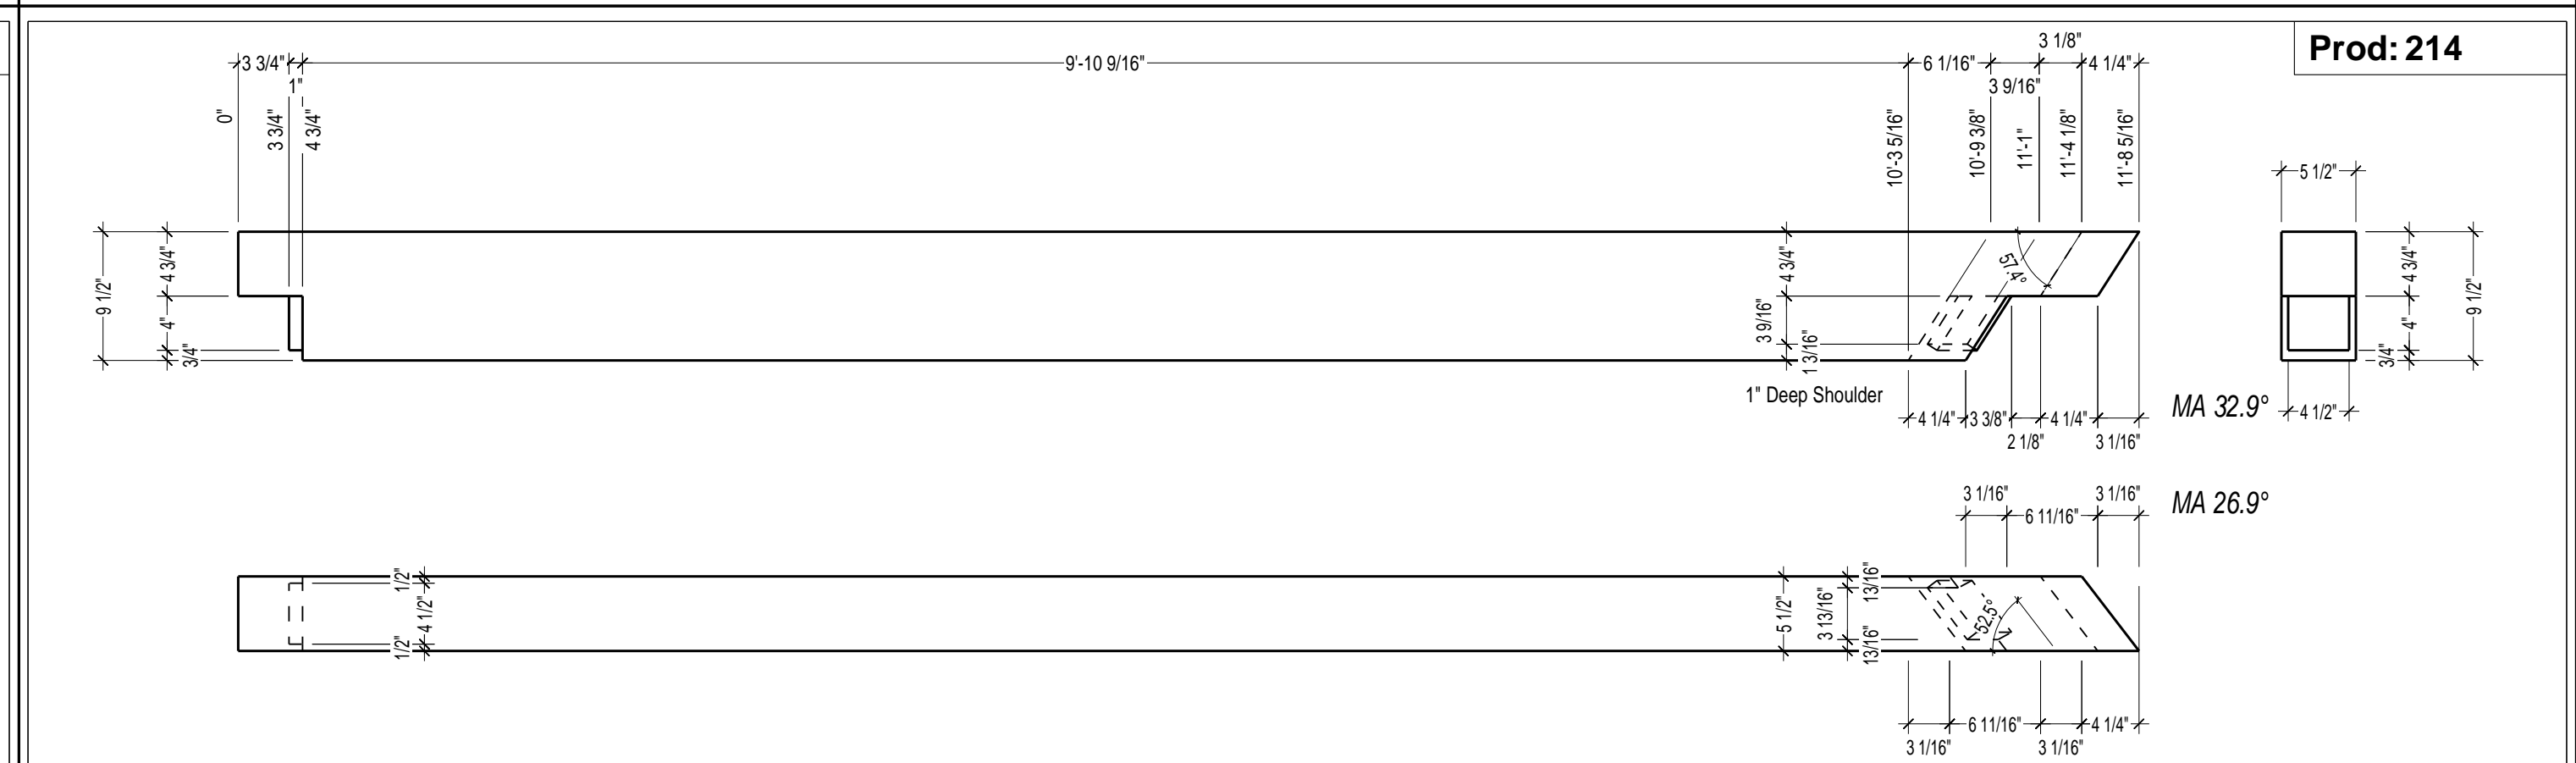 Prod: 214
3 1/8"
3 3/4" 9'-10 9/16" 6 1/16" 4 1/4"
1" 3 9/16"
0" 3 3/4" 4 3/4" 10'-3 5/16" 10'-9 3/8" 11'-1" 11'-4 1/8" 11'-8 5/16"
5 1/2"
9 1/2" 4 3/4" 4" 3/4"
4 3/4" 3 9/16" 1 3/16" 57.4°
4 3/4" 4" 3/4" 9 1/2"
1" Deep Shoulder
4 1/4" 3 3/8" 4 1/4" MA 32.9° 4 1/2"
2 1/8" 3 1/16"
3 1/16" 3 1/16" MA 26.9°
6 11/16"
1/2" 4 1/2" 1/2"
5 1/2" 3 13/16" 13/16" 13/16" 52.5°
6 11/16" 4 1/4"
3 1/16" 3 1/16"